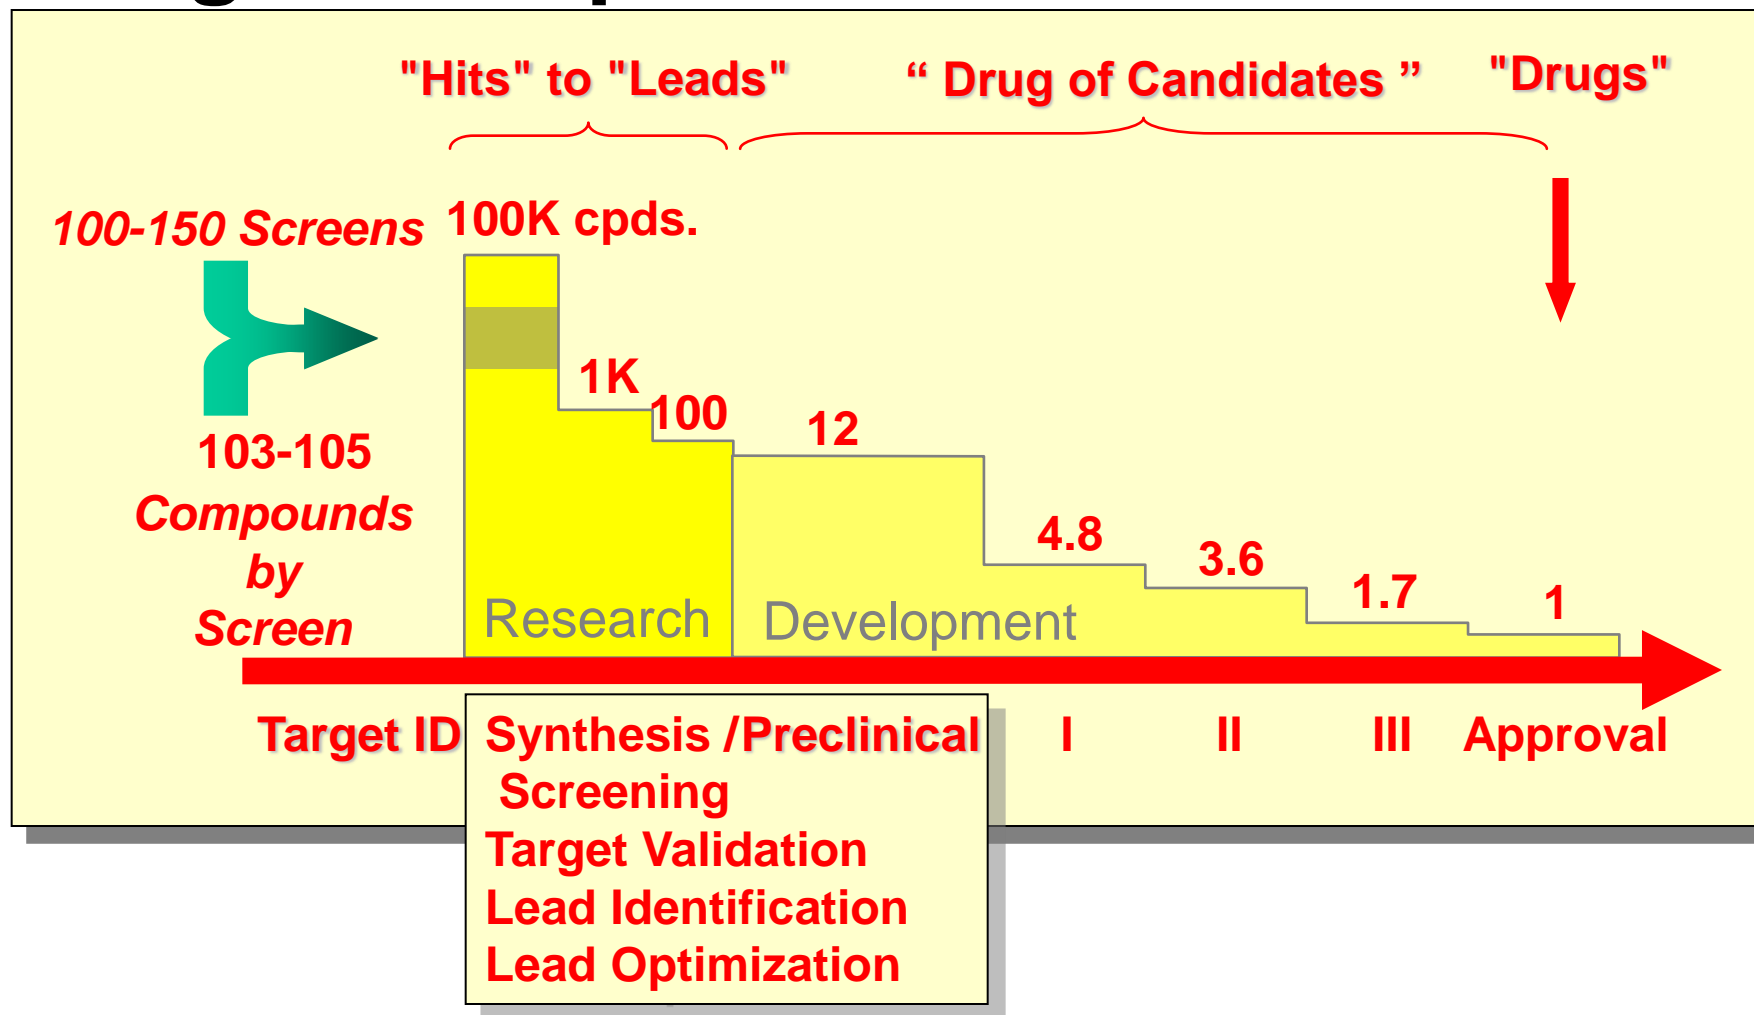 "Hits" to "Leads"
“ Drug of Candidates ”
"Drugs"
100-150 Screens
100K cpds.
1K
100
12
103-105
Compounds
by
Screen
4.8
3.6
1.7
1
Research
Development
Target ID
Synthesis /Preclinical
Screening
Target Validation
Lead Identification
Lead Optimization
I
II
III
Approval